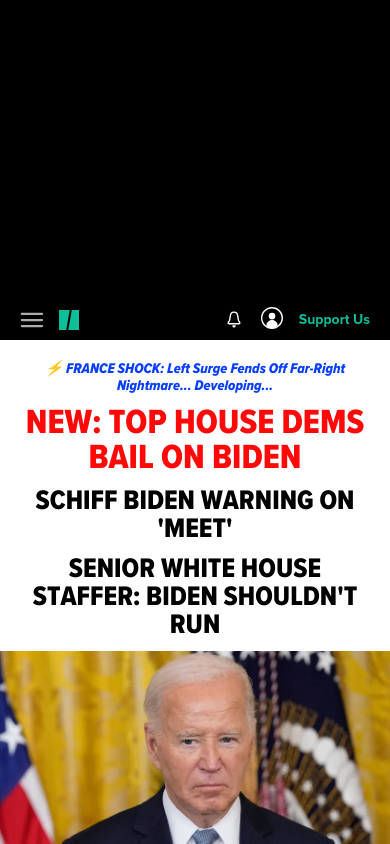 Support Us
⚡ FRANCE SHOCK: Left Surge Fends Off Far-Right
Nightmare... Developing...
NEW: TOP HOUSE DEMS
BAIL ON BIDEN
SCHIFF BIDEN WARNING ON
'MEET'
SENIOR WHITE HOUSE
STAFFER: BIDEN SHOULDN'T
RUN